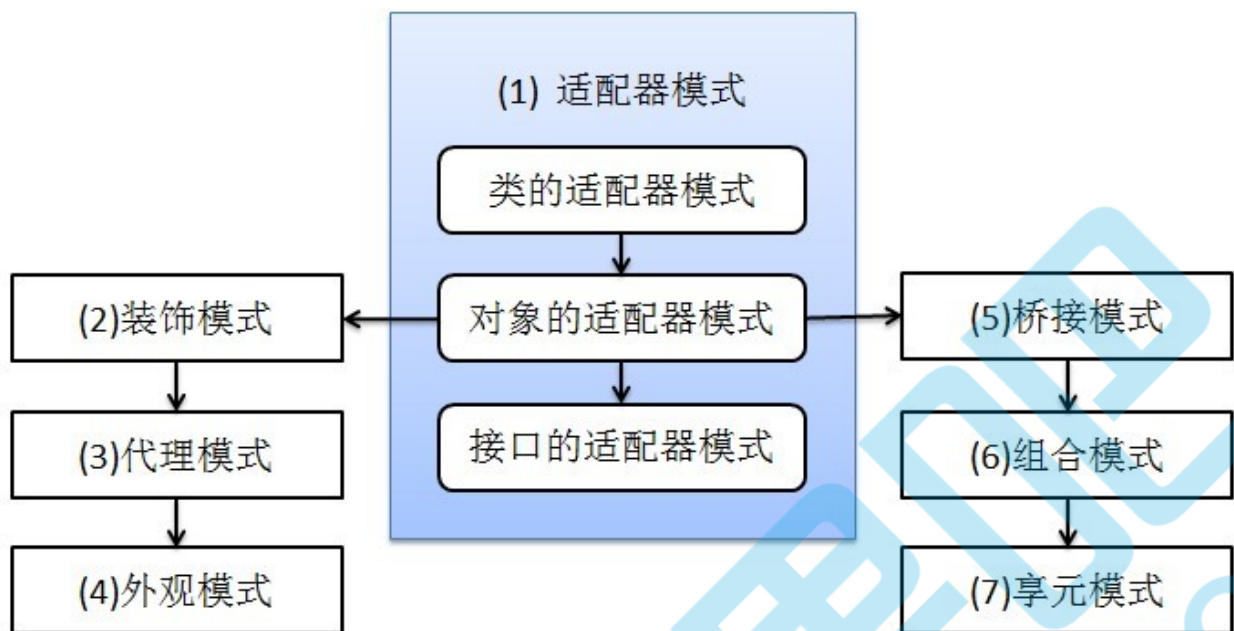 (1) 适配器模式
类的适配器模式
对象的适配器模式
接口的适配器模式
(2)装饰模式
(3)代理模式
(4)外观模式
(5)桥接模式
(6)组合模式
(7)享元模式